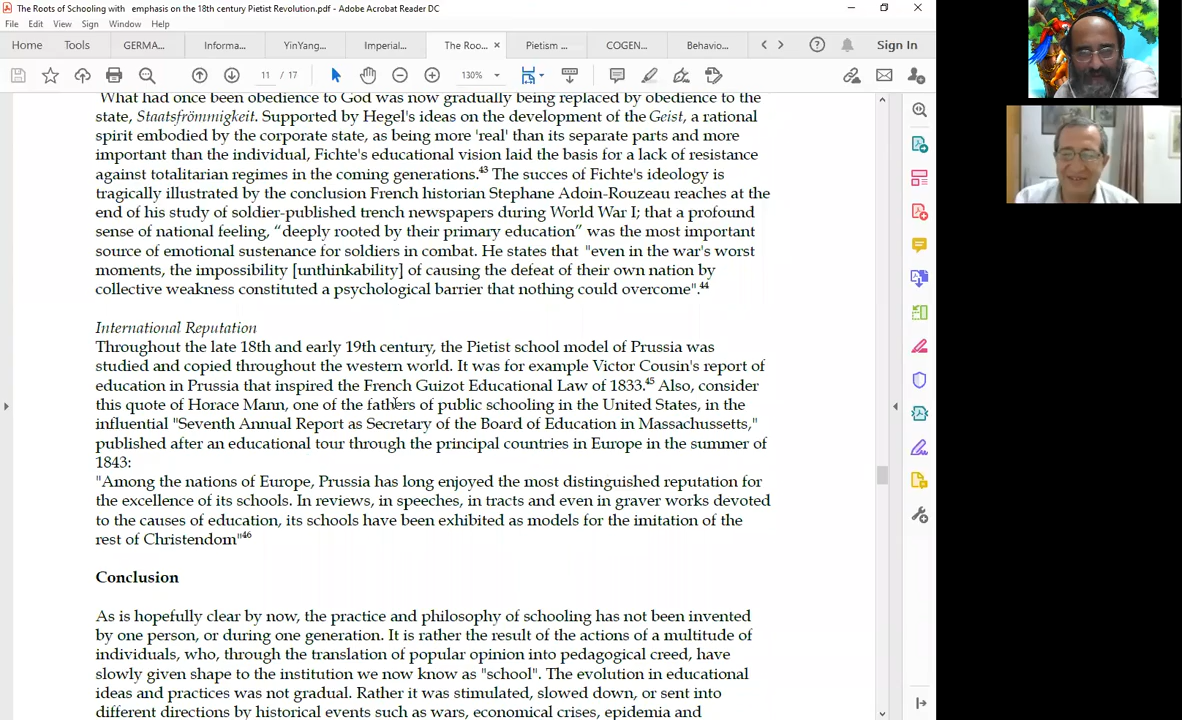 The Roots of Schooling with emphasis on the 18th century Pietist Revolution.pdf - Adobe Acrobat Reader DC
File Edit View Sign Window Help
Home Tools GERMA... Informa... YinYang... Imperial... The Roo... × Pietism ... COGEN... Behavio... Sign In
11 / 17 130%
What had once been obedience to God was now gradually being replaced by obedience to the
state, Staatsfrömmigkeit. Supported by Hegel's ideas on the development of the Geist, a rational
spirit embodied by the corporate state, as being more 'real' than its separate parts and more
important than the individual, Fichte's educational vision laid the basis for a lack of resistance
against totalitarian regimes in the coming generations.43 The succes of Fichte's ideology is
tragically illustrated by the conclusion French historian Stephane Adoin-Rouzeau reaches at the
end of his study of soldier-published trench newspapers during World War I; that a profound
sense of national feeling, “deeply rooted by their primary education” was the most important
source of emotional sustenance for soldiers in combat. He states that "even in the war's worst
moments, the impossibility [unthinkability] of causing the defeat of their own nation by
collective weakness constituted a psychological barrier that nothing could overcome".44
International Reputation
Throughout the late 18th and early 19th century, the Pietist school model of Prussia was
studied and copied throughout the western world. It was for example Victor Cousin's report of
education in Prussia that inspired the French Guizot Educational Law of 1833.45 Also, consider
this quote of Horace Mann, one of the fathers of public schooling in the United States, in the
influential "Seventh Annual Report as Secretary of the Board of Education in Massachussetts,"
published after an educational tour through the principal countries in Europe in the summer of
1843:
"Among the nations of Europe, Prussia has long enjoyed the most distinguished reputation for
the excellence of its schools. In reviews, in speeches, in tracts and even in graver works devoted
to the causes of education, its schools have been exhibited as models for the imitation of the
rest of Christendom"46
Conclusion
As is hopefully clear by now, the practice and philosophy of schooling has not been invented
by one person, or during one generation. It is rather the result of the actions of a multitude of
individuals, who, through the translation of popular opinion into pedagogical creed, have
slowly given shape to the institution we now know as "school". The evolution in educational
ideas and practices was not gradual. Rather it was stimulated, slowed down, or sent into
different directions by historical events such as wars, economical crises, epidemia and